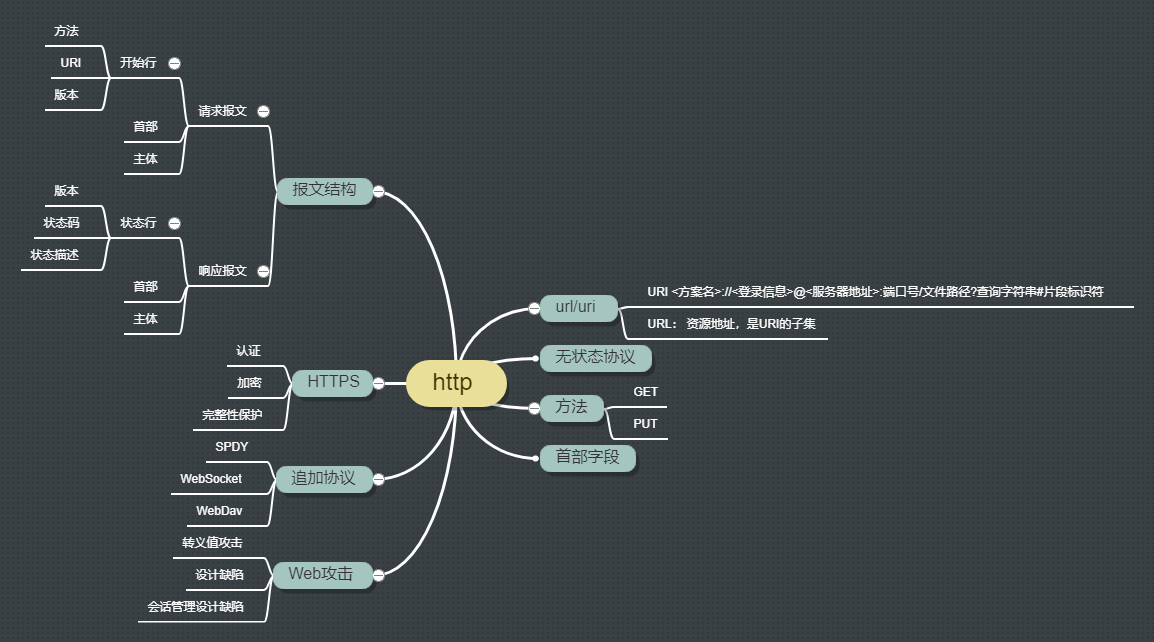 http
url/uri
URI <方案名>://<登录信息>@<服务器地址>:端口号/文件路径?查询字符串#片段标识符
URL： 资源地址，是URI的子集
无状态协议
方法
GET
PUT
首部字段
报文结构
请求报文
开始行
方法
URI
版本
首部
主体
响应报文
状态行
版本
状态码
状态描述
首部
主体
HTTPS
认证
加密
完整性保护
追加协议
SPDY
WebSocket
WebDav
Web攻击
转义值攻击
设计缺陷
会话管理设计缺陷